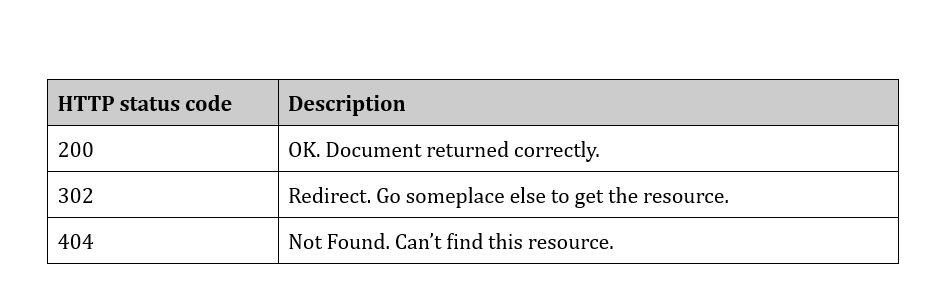 HTTP status code Description
200 OK. Document returned correctly.
302 Redirect. Go someplace else to get the resource.
404 Not Found. Can’t find this resource.